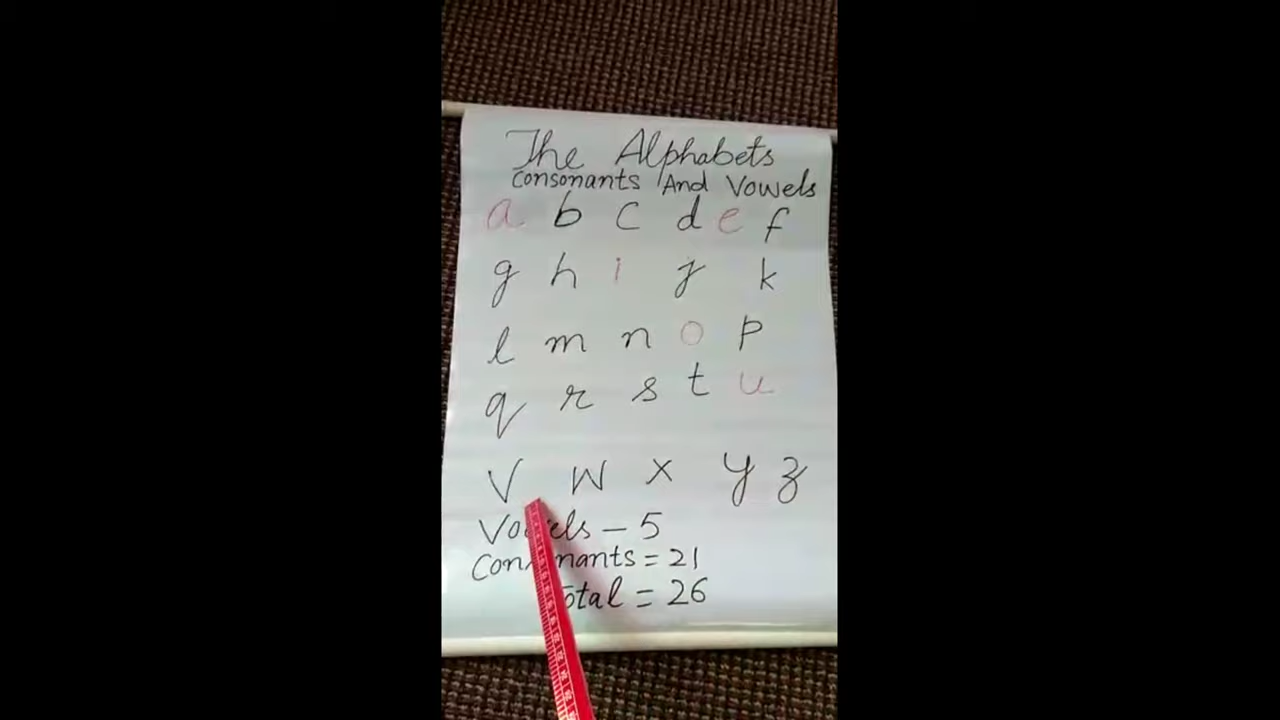 The Alphabets
Consonants And Vowels
a b c d e f
g h i j k
l m n o p
q r s t u
V W X y z
Vowels – 5
Consonants = 21
Total = 26